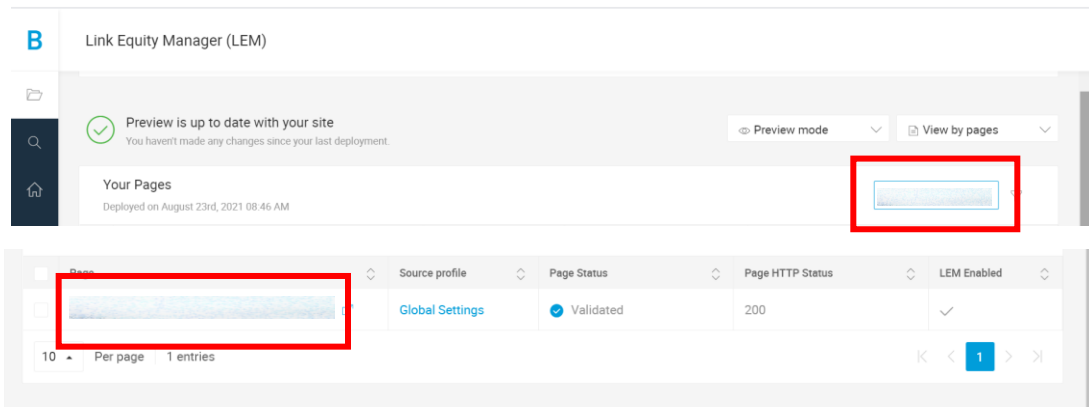 B
Link Equity Manager (LEM)
Preview is up to date with your site
You haven't made any changes since your last deployment.
Preview mode
View by pages
Your Pages
Deployed on August 23rd, 2021 08:46 AM
Page Source profile Page Status Page HTTP Status LEM Enabled
Global Settings Validated 200
10 Per page 1 entries 1